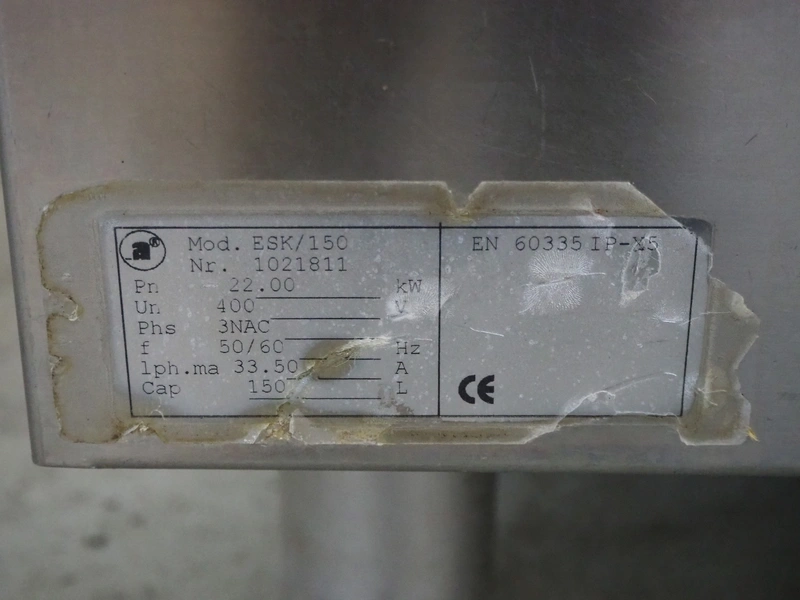 a®
Mod. ESK/150
Nr. 1021811
Pn 22.00 kW
Un 400 V
Phs 3NAC
f 50/60 Hz
lph.ma 33.50 A
Cap 150 L
EN 60335 IP-X5
CE